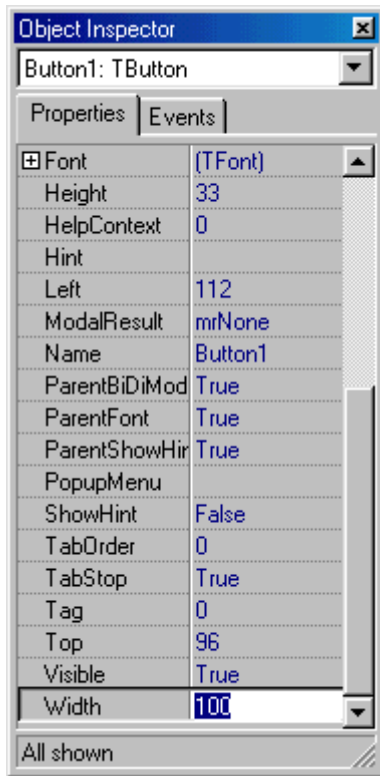 Object Inspector
Button1: TButton
Properties Events
Font (TFont)
Height 33
HelpContext 0
Hint
Left 112
ModalResult mrNone
Name Button1
ParentBiDiMod True
ParentFont True
ParentShowHir True
PopupMenu
ShowHint False
TabOrder 0
TabStop True
Tag 0
Top 96
Visible True
Width 100
All shown